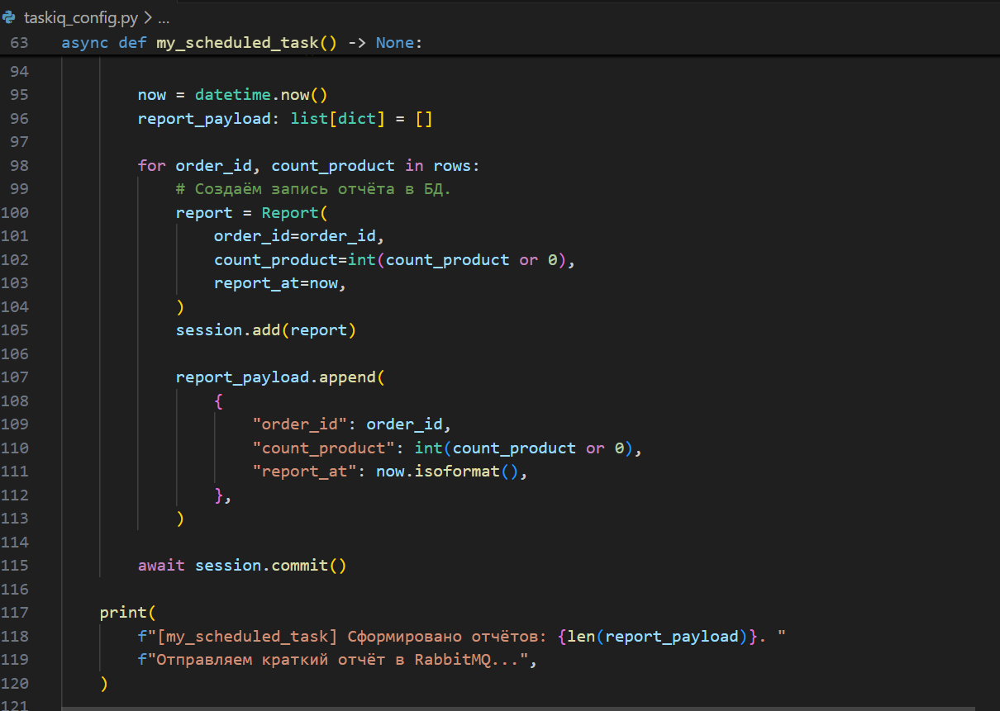 taskiq_config.py > ...
63 async def my_scheduled_task() -> None:
94
95 now = datetime.now()
96 report_payload: list[dict] = []
97
98 for order_id, count_product in rows:
99 # Создаём запись отчёта в БД.
100 report = Report(
101 order_id=order_id,
102 count_product=int(count_product or 0),
103 report_at=now,
104 )
105 session.add(report)
106
107 report_payload.append(
108 {
109 "order_id": order_id,
110 "count_product": int(count_product or 0),
111 "report_at": now.isoformat(),
112 },
113 )
114
115 await session.commit()
116
117 print(
118 f"[my_scheduled_task] Сформировано отчётов: {len(report_payload)}. "
119 f"Отправляем краткий отчёт в RabbitMQ...",
120 )
121